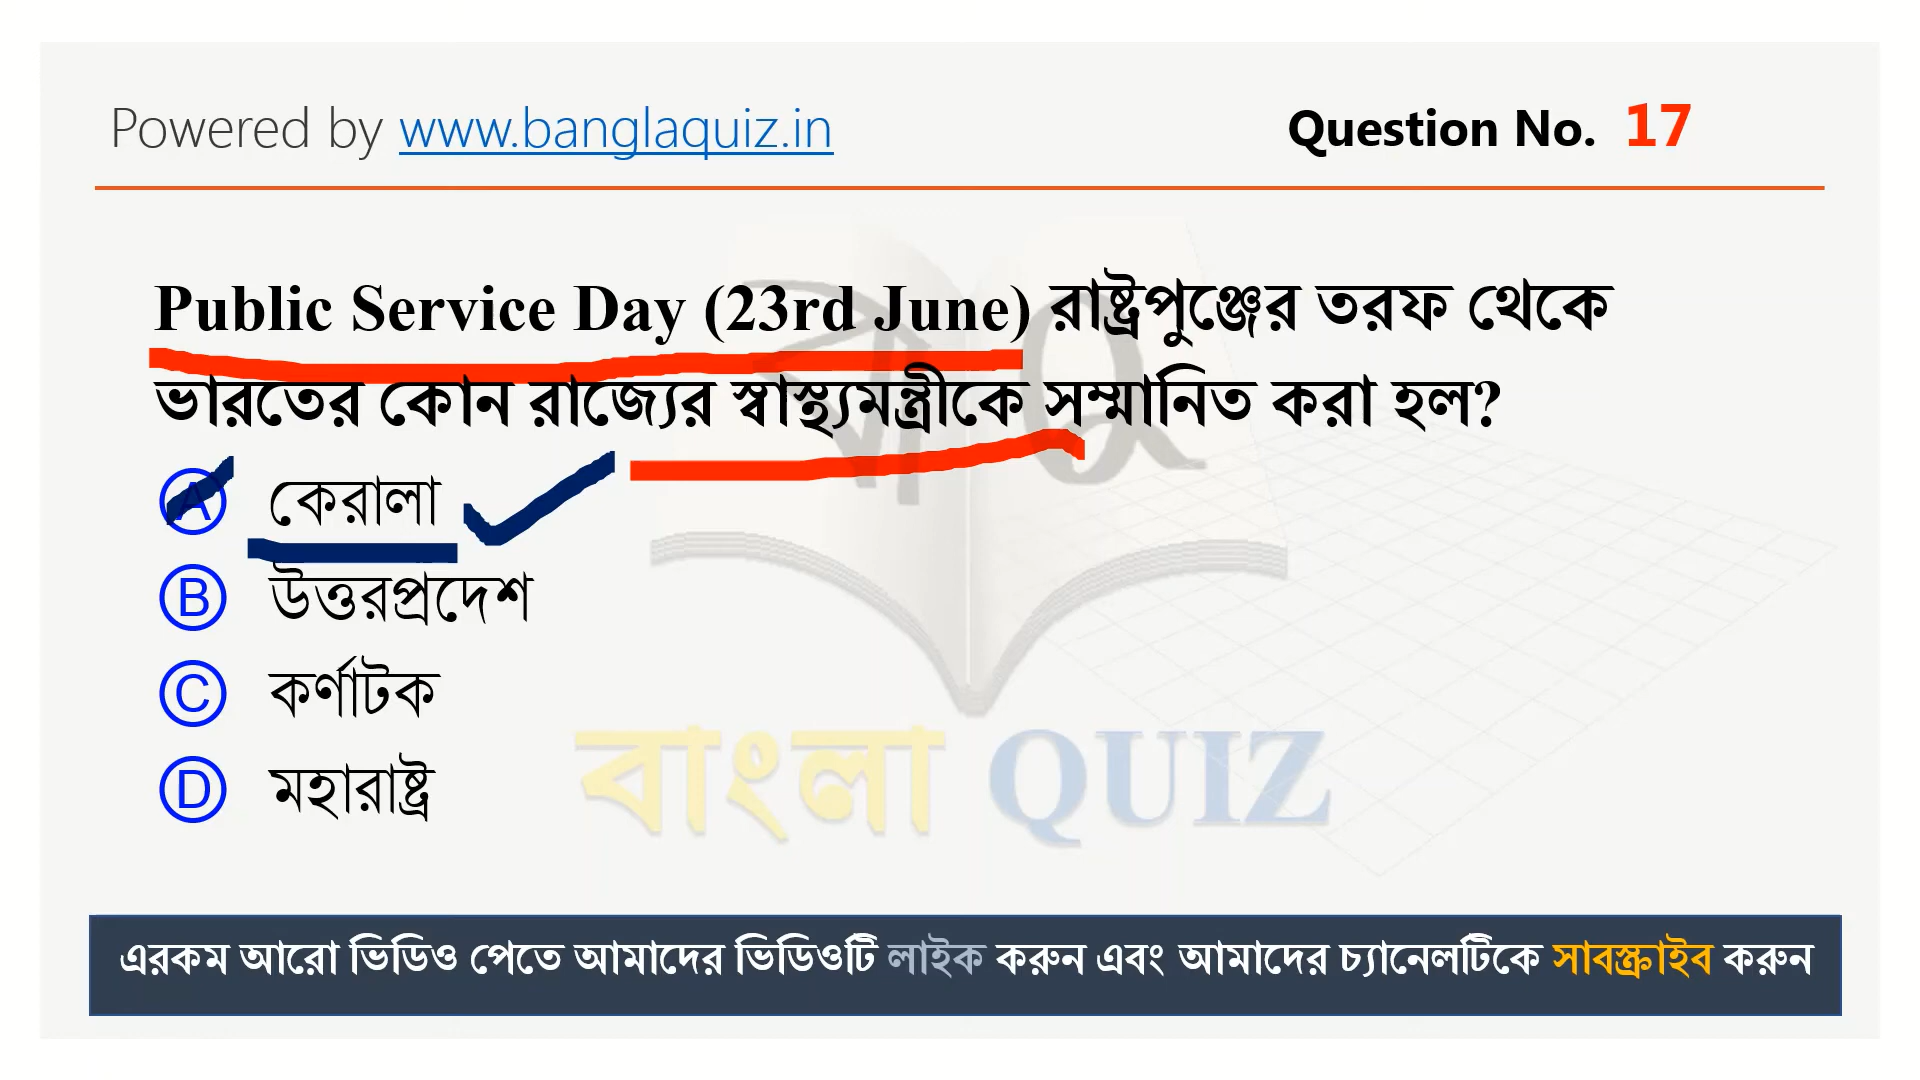 Powered by www.banglaquiz.in
Question No. 17
Public Service Day (23rd June) রাষ্ট্রপুঞ্জের তরফ থেকে
ভারতের কোন রাজ্যের স্বাস্থ্যমন্ত্রীকে সম্মানিত করা হল?
Ⓐ কেরালা
Ⓑ উত্তরপ্রদেশ
Ⓒ কর্ণাটক
Ⓓ মহারাষ্ট্র
বাংলা QUIZ
এরকম আরো ভিডিও পেতে আমাদের ভিডিওটি লাইক করুন এবং আমাদের চ্যানেলটিকে সাবস্ক্রাইব করুন